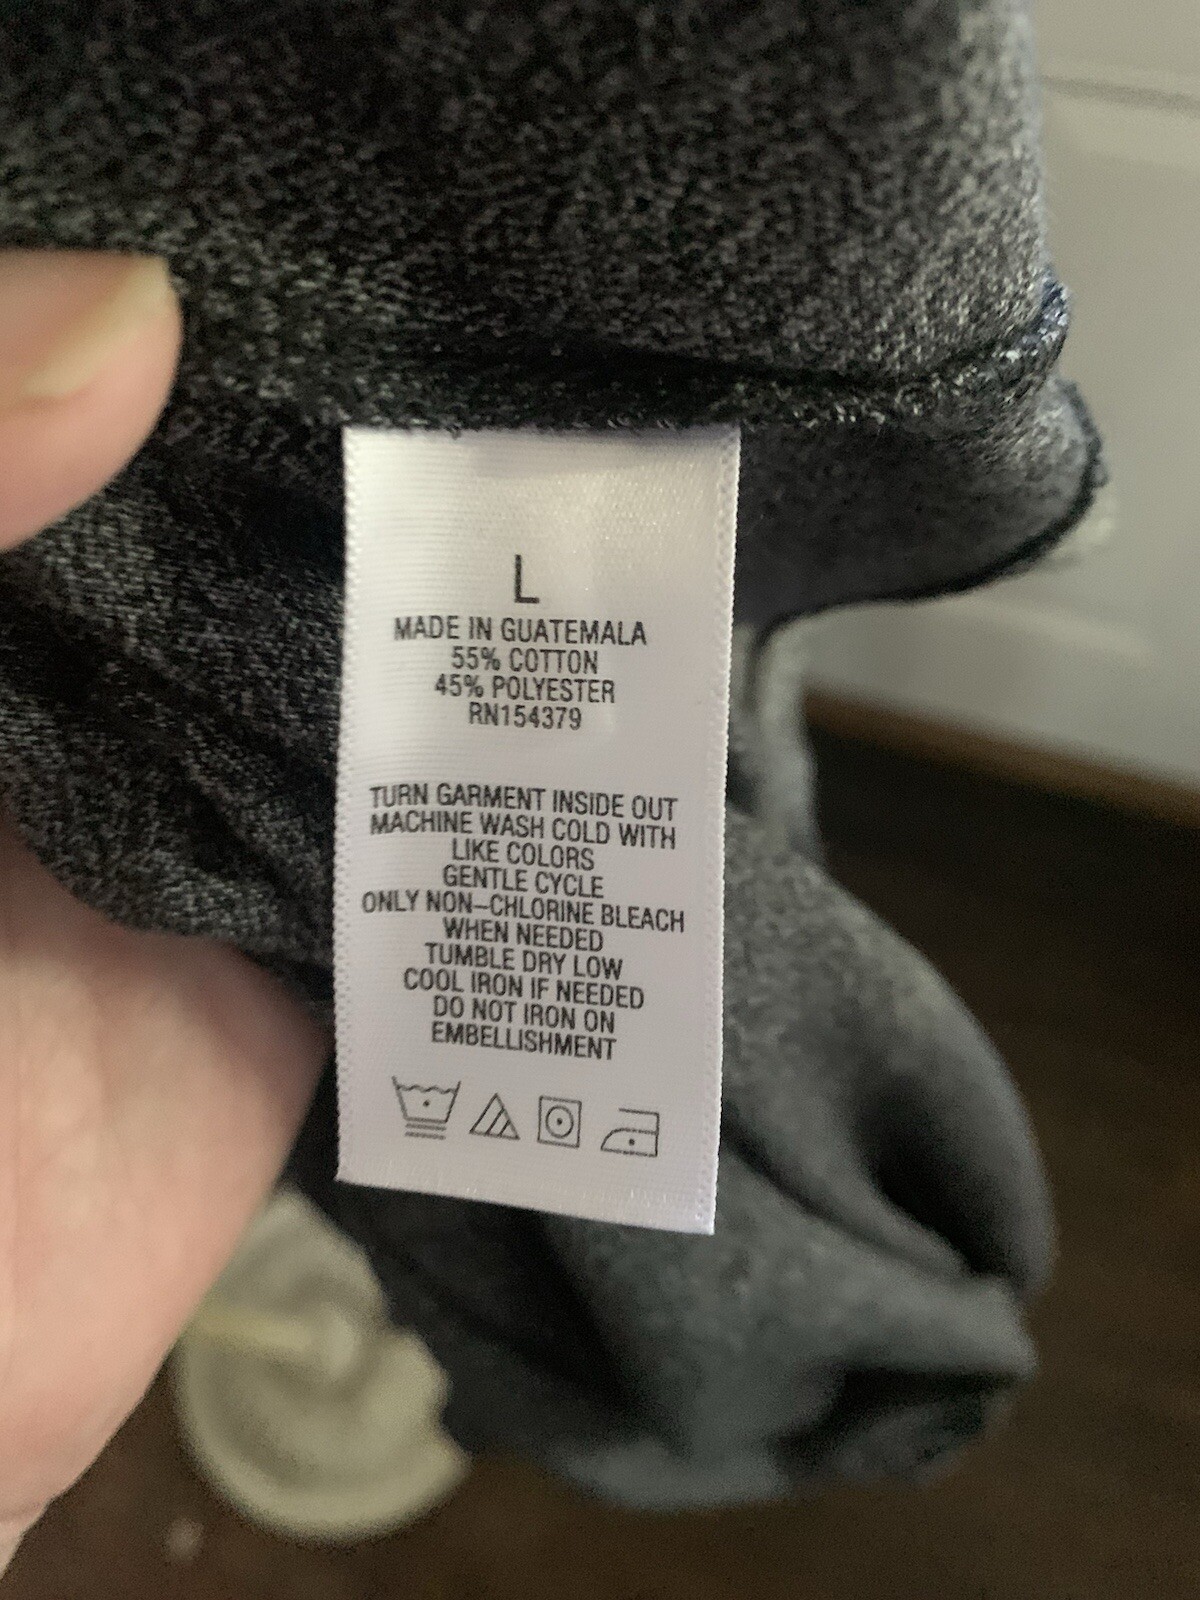 L
MADE IN GUATEMALA
55% COTTON
45% POLYESTER
RN154379
TURN GARMENT INSIDE OUT
MACHINE WASH COLD WITH
LIKE COLORS
GENTLE CYCLE
ONLY NON-CHLORINE BLEACH
WHEN NEEDED
TUMBLE DRY LOW
COOL IRON IF NEEDED
DO NOT IRON ON
EMBELLISHMENT